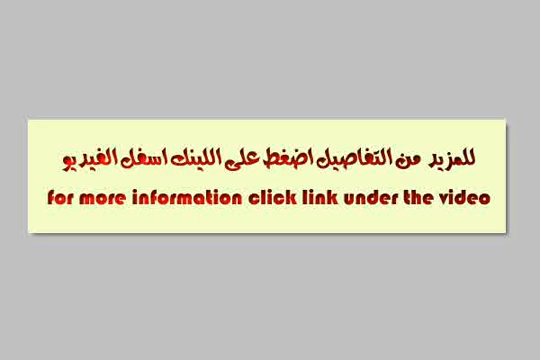 للمزيد من التفاصيل اضغط على اللينك اسفل الفيديو
for more information click link under the video